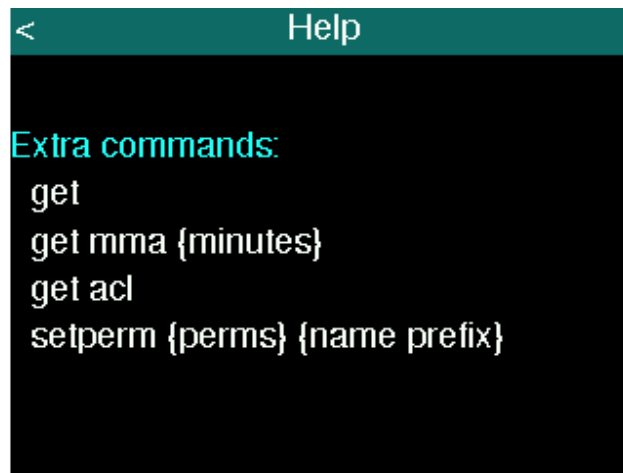 < Help
Extra commands:
get
get mma {minutes}
get acl
setperm {perms} {name prefix}